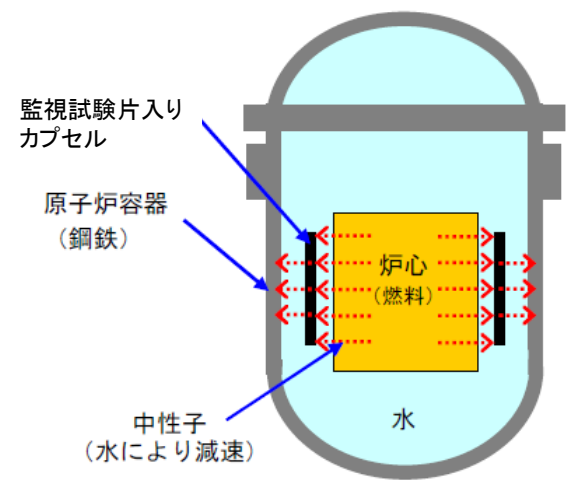 監視試験片入り
カプセル
原子炉容器
（鋼鉄）
炉心
（燃料）
中性子
（水により減速）
水